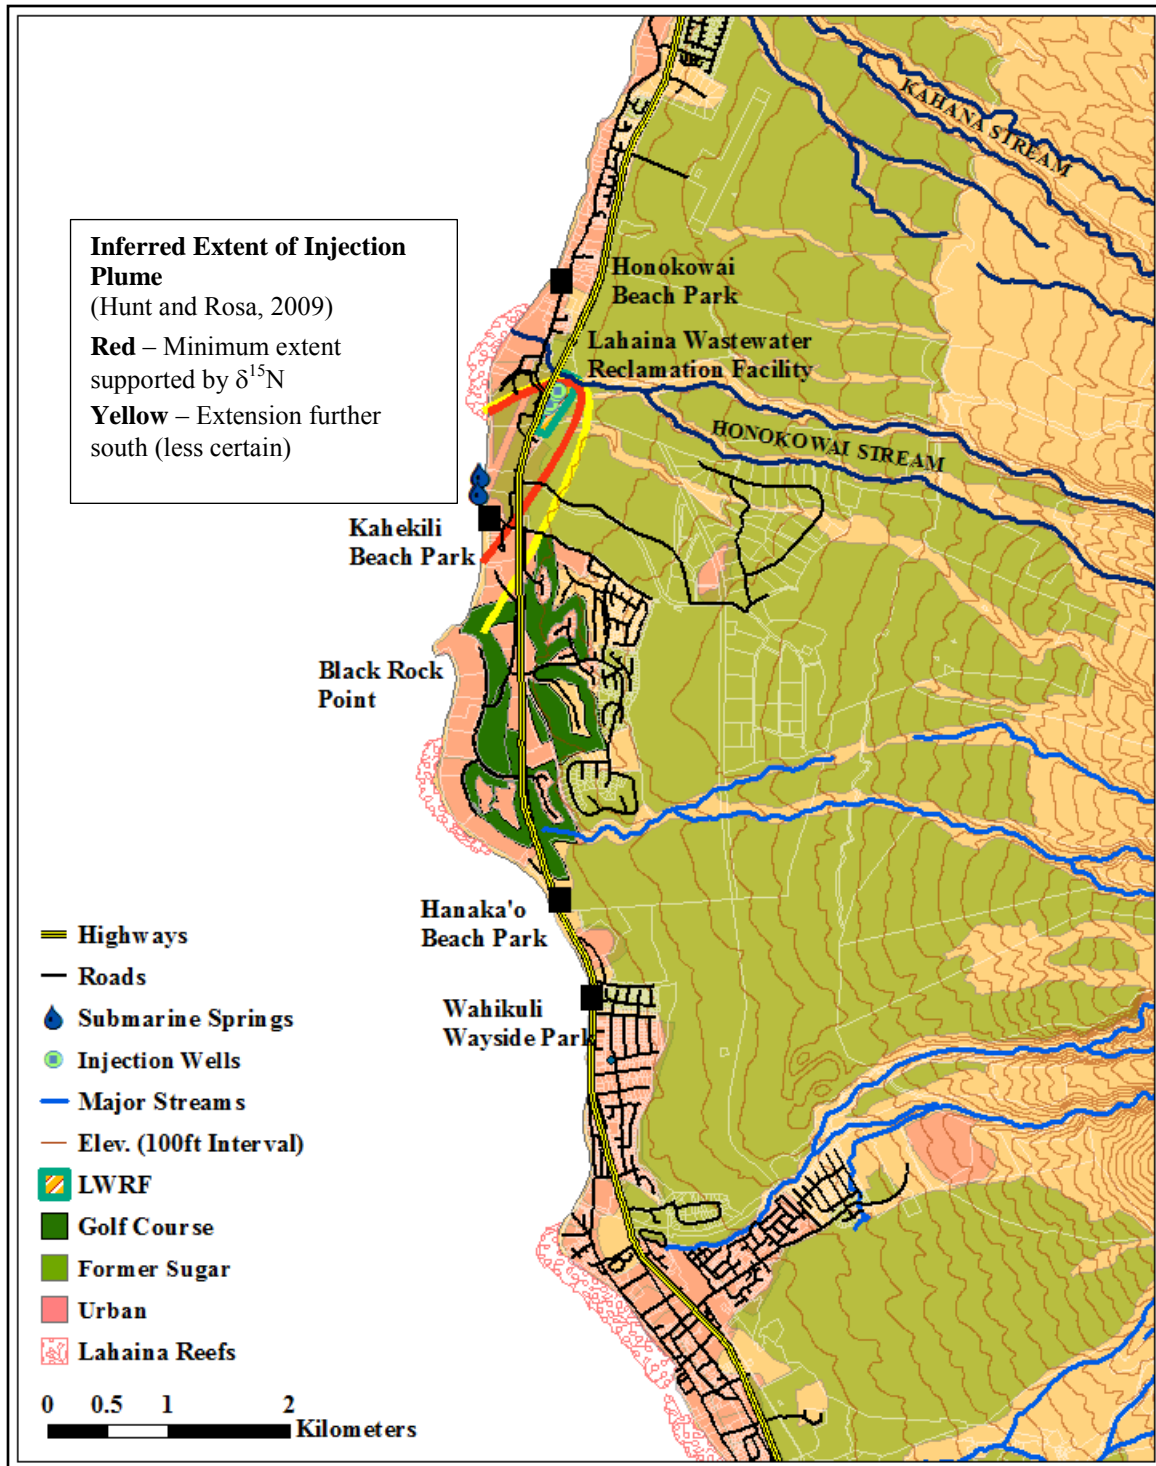 KAHANA STREAM
Inferred Extent of Injection
Plume
(Hunt and Rosa, 2009)
Red – Minimum extent
supported by δ¹⁵N
Yellow – Extension further
south (less certain)
Honokowai
Beach Park
Lahaina Wastewater
Reclamation Facility
HONOKOWAI STREAM
Kahekili
Beach Park
Black Rock
Point
Hanaka'o
Beach Park
Wahikuli
Wayside Park
Highways
Roads
Submarine Springs
Injection Wells
Major Streams
Elev. (100ft Interval)
LWRF
Golf Course
Former Sugar
Urban
Lahaina Reefs
0 0.5 1 2
Kilometers